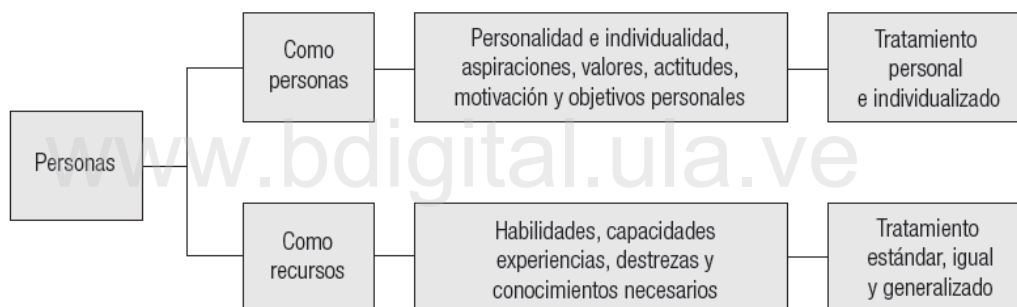 Personas
Como
personas
Personalidad e individualidad,
aspiraciones, valores, actitudes,
motivación y objetivos personales
Tratamiento
personal
e individualizado
Como
recursos
Habilidades, capacidades
experiencias, destrezas y
conocimientos necesarios
Tratamiento
estándar, igual
y generalizado
www.bdigital.ula.ve